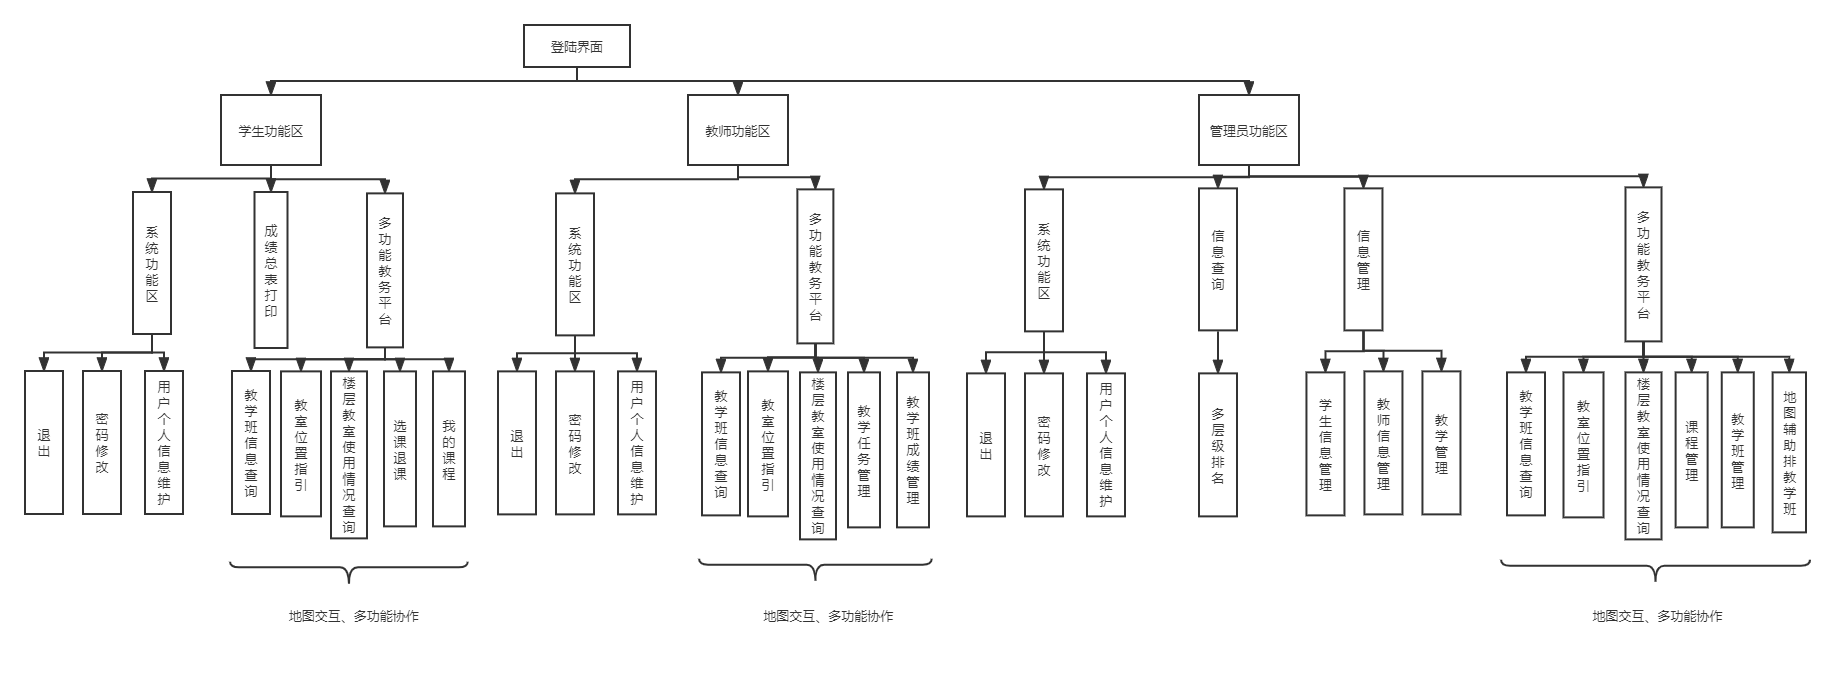 登陆界面
学生功能区
教师功能区
管理员功能区
系统功能区
成绩总表打印
多功能教务平台
系统功能区
多功能教务平台
系统功能区
信息查询
信息管理
多功能教务平台
退出
密码修改
用户个人信息维护
教学班信息查询
教室位置指引
楼层教室使用情况查询
选课退课
我的课程
退出
密码修改
用户个人信息维护
教学班信息查询
教室位置指引
楼层教室使用情况查询
教学任务管理
教学班成绩管理
退出
密码修改
用户个人信息维护
多层级排名
学生信息管理
教师信息管理
教学管理
教学班信息查询
教室位置指引
楼层教室使用情况查询
课程管理
教学班管理
地图辅助排教学班
地图交互、多功能协作
地图交互、多功能协作
地图交互、多功能协作